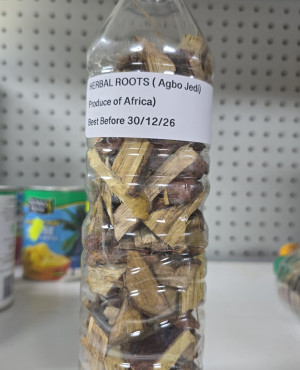 HERBAL ROOTS ( Agbo Jedi)
Produce of Africa)
Best Before 30/12/26